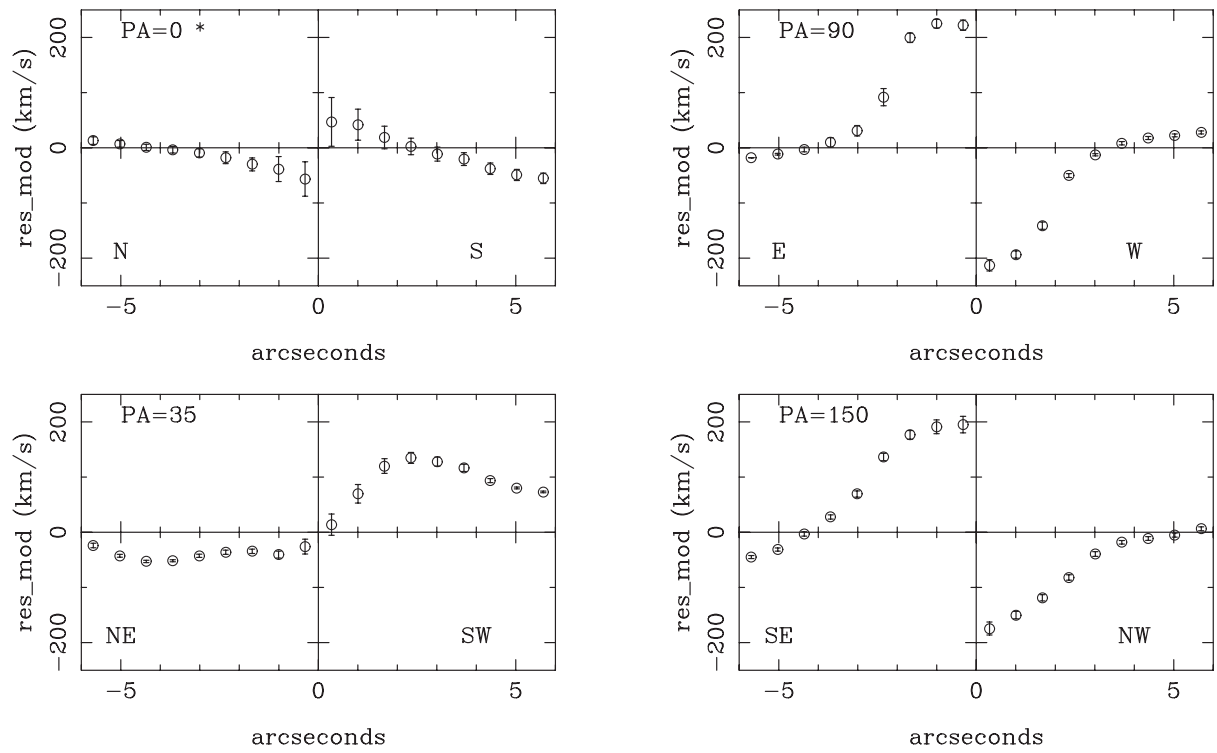 PA=0 *
200
0
-200
res_mod (km/s)
N
S
-5
0
5
arcseconds
PA=90
200
0
-200
res_mod (km/s)
E
W
-5
0
5
arcseconds
PA=35
200
0
-200
res_mod (km/s)
NE
SW
-5
0
5
arcseconds
PA=150
200
0
-200
res_mod (km/s)
SE
NW
-5
0
5
arcseconds